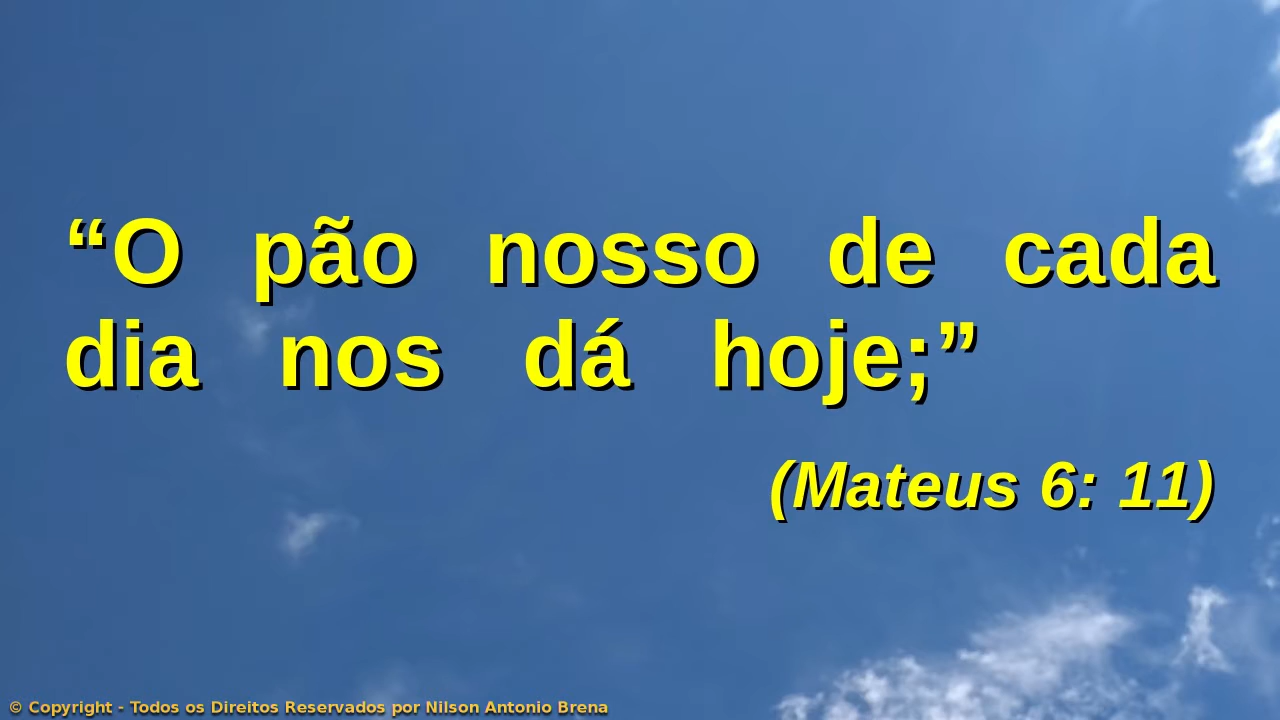 “O pão nosso de cada
dia nos dá hoje;”
(Mateus 6: 11)
© Copyright - Todos os Direitos Reservados por Nilson Antonio Brena